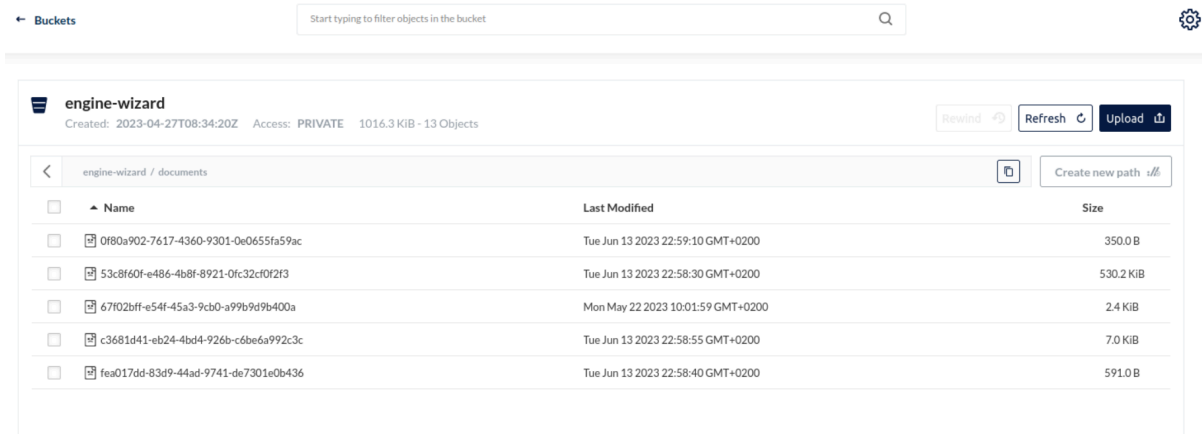 ← Buckets
Start typing to filter objects in the bucket
engine-wizard
Created: 2023-04-27T08:34:20Z Access: PRIVATE 1016.3 KiB - 13 Objects
Rewind
Refresh
Upload
engine-wizard / documents
Create new path
Name Last Modified Size
0f80a902-7617-4360-9301-0e0655fa59ac Tue Jun 13 2023 22:59:10 GMT+0200 350.0 B
53c8f60f-e486-4b8f-8921-0fc32cf0f2f3 Tue Jun 13 2023 22:58:30 GMT+0200 530.2 KiB
67f02bff-e54f-45a3-9cb0-a99b9d9b400a Mon May 22 2023 10:01:59 GMT+0200 2.4 KiB
c3681d41-eb24-4bd4-926b-c6be6a992c3c Tue Jun 13 2023 22:58:55 GMT+0200 7.0 KiB
fea017dd-83d9-44ad-9741-de7301e0b436 Tue Jun 13 2023 22:58:40 GMT+0200 591.0 B